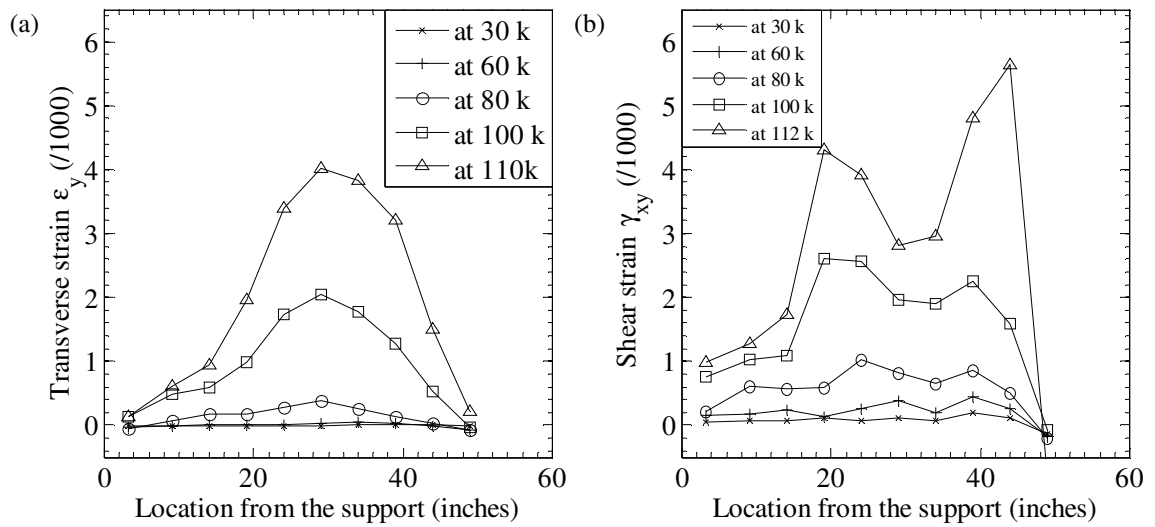 (a)
6
5
4
3
2
1
0
0
20
40
60
Transverse strain ε_y (/1000)
Location from the support (inches)
at 30 k
at 60 k
at 80 k
at 100 k
at 110k
(b)
6
5
4
3
2
1
0
0
20
40
60
Shear strain γ_xy (/1000)
Location from the support (inches)
at 30 k
at 60 k
at 80 k
at 100 k
at 112 k